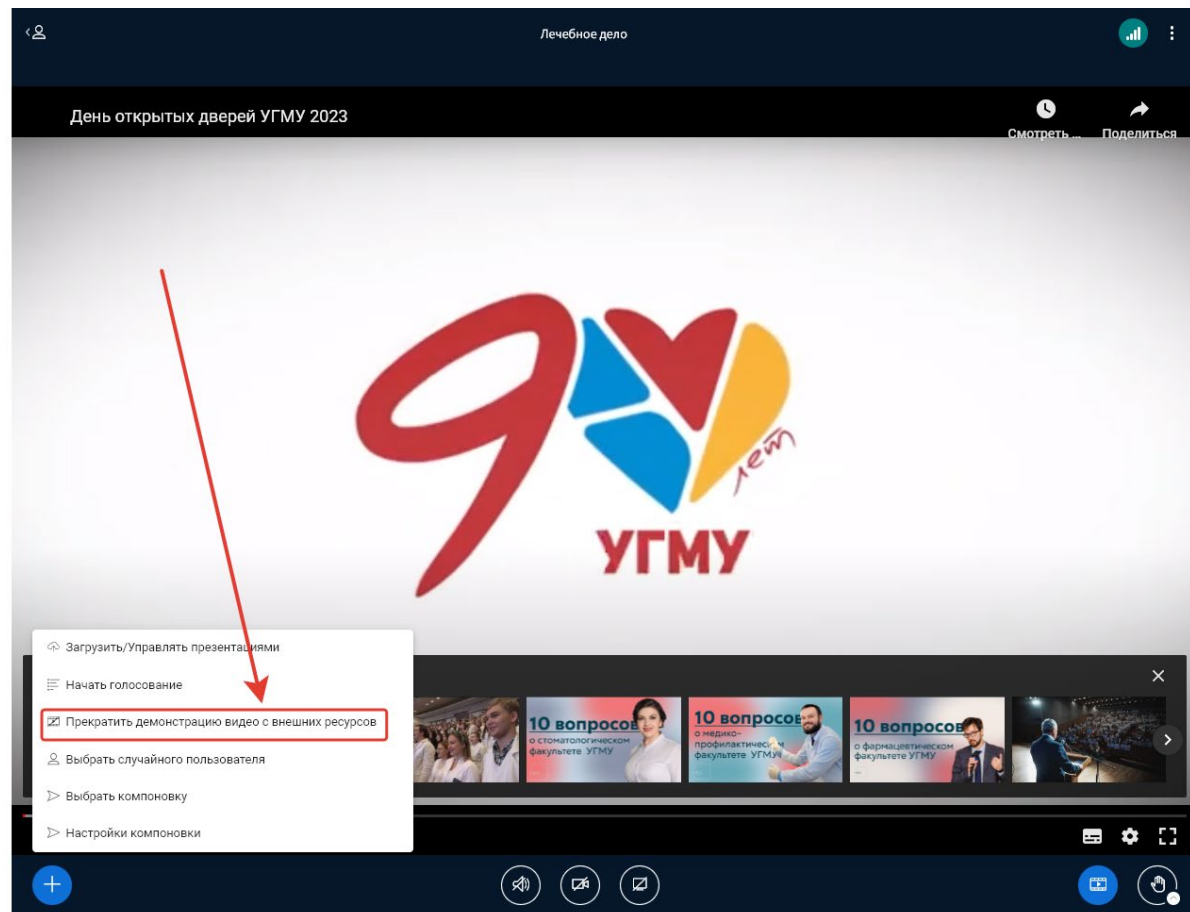 Лечебное дело
День открытых дверей УГМУ 2023
Смотреть ...
Поделиться
9
лет
УГМУ
Загрузить/Управлять презентациями
Начать голосование
Прекратить демонстрацию видео с внешних ресурсов
Выбрать случайного пользователя
Выбрать компоновку
Настройки компоновки
10 вопросов
о стоматологическом
факультете УГМУ
10 вопросов
о медико-
факультете УГМУ
10 вопросов
о фармацевтическом
факультете УГМУ